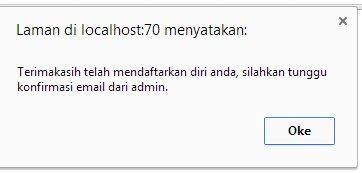 Laman di localhost:70 menyatakan:
Terimakasih telah mendaftarkan diri anda, silahkan tunggu
konfirmasi email dari admin.
Oke